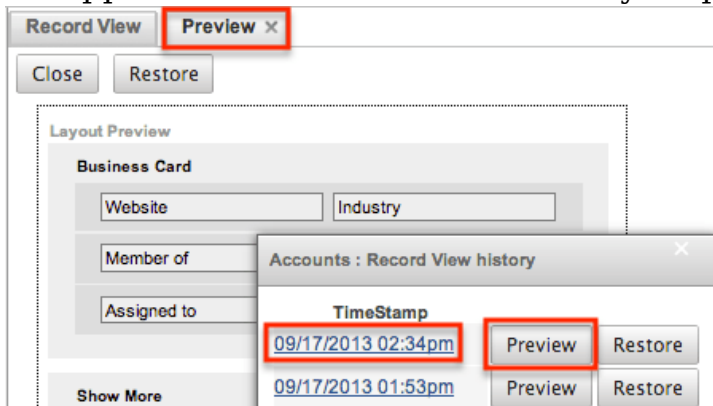 Record View Preview ×
Close Restore
Layout Preview
Business Card
Website Industry
Member of
Assigned to
Show More
Accounts : Record View history ×
TimeStamp
09/17/2013 02:34pm Preview Restore
09/17/2013 01:53pm Preview Restore